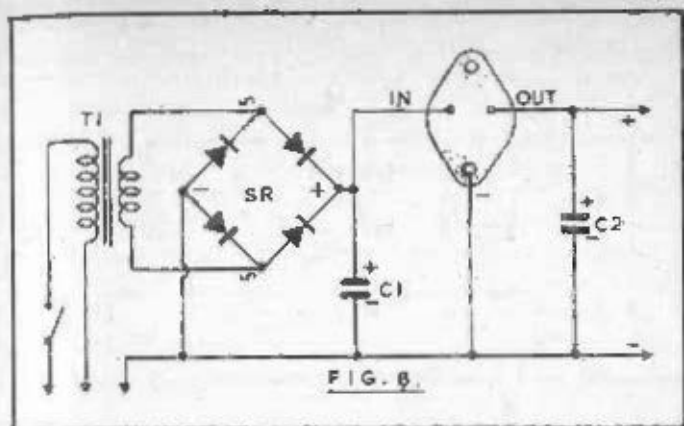 IN OUT
T1
+
- SR +
+
C2
-
+
C1
-
-
-
FIG. 8.